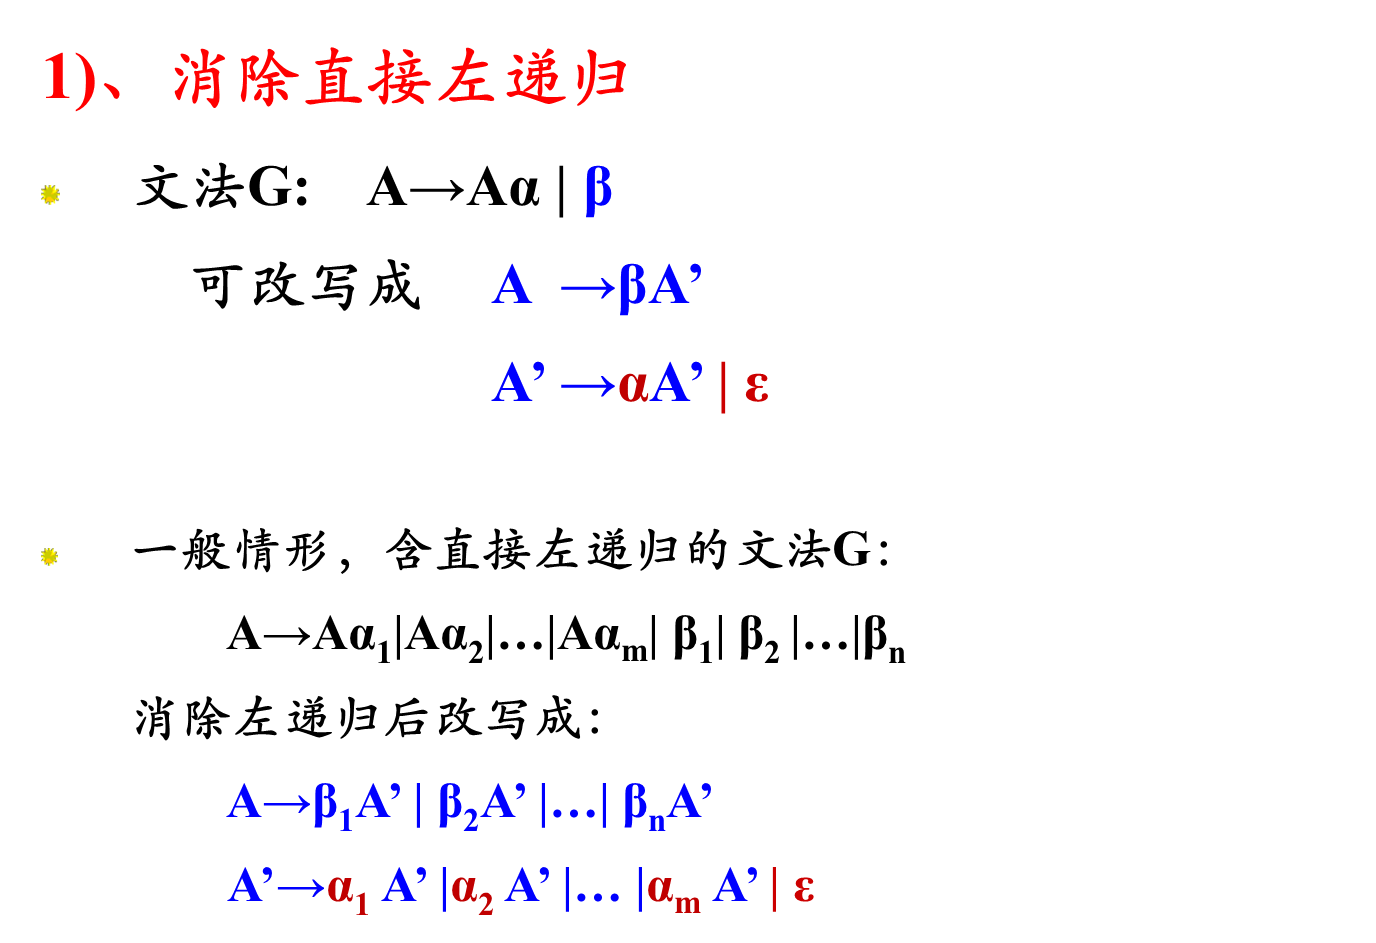 1)、消除直接左递归
文法G: A→Aα | β
可改写成 A →βA’
A’ →αA’ | ε
一般情形，含直接左递归的文法G：
A→Aα₁|Aα₂|…|Aαₘ| β₁| β₂ |…|βₙ
消除左递归后改写成：
A→β₁A’ | β₂A’ |…| βₙA’
A’→α₁ A’ |α₂ A’ |… |αₘ A’ | ε